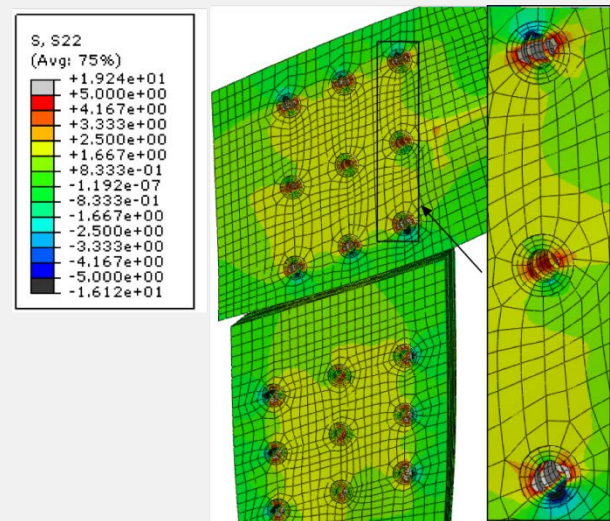 S, S22
(Avg: 75%)
+1.924e+01
+5.000e+00
+4.167e+00
+3.333e+00
+2.500e+00
+1.667e+00
+8.333e-01
-1.192e-07
-8.333e-01
-1.667e+00
-2.500e+00
-3.333e+00
-4.167e+00
-5.000e+00
-1.612e+01